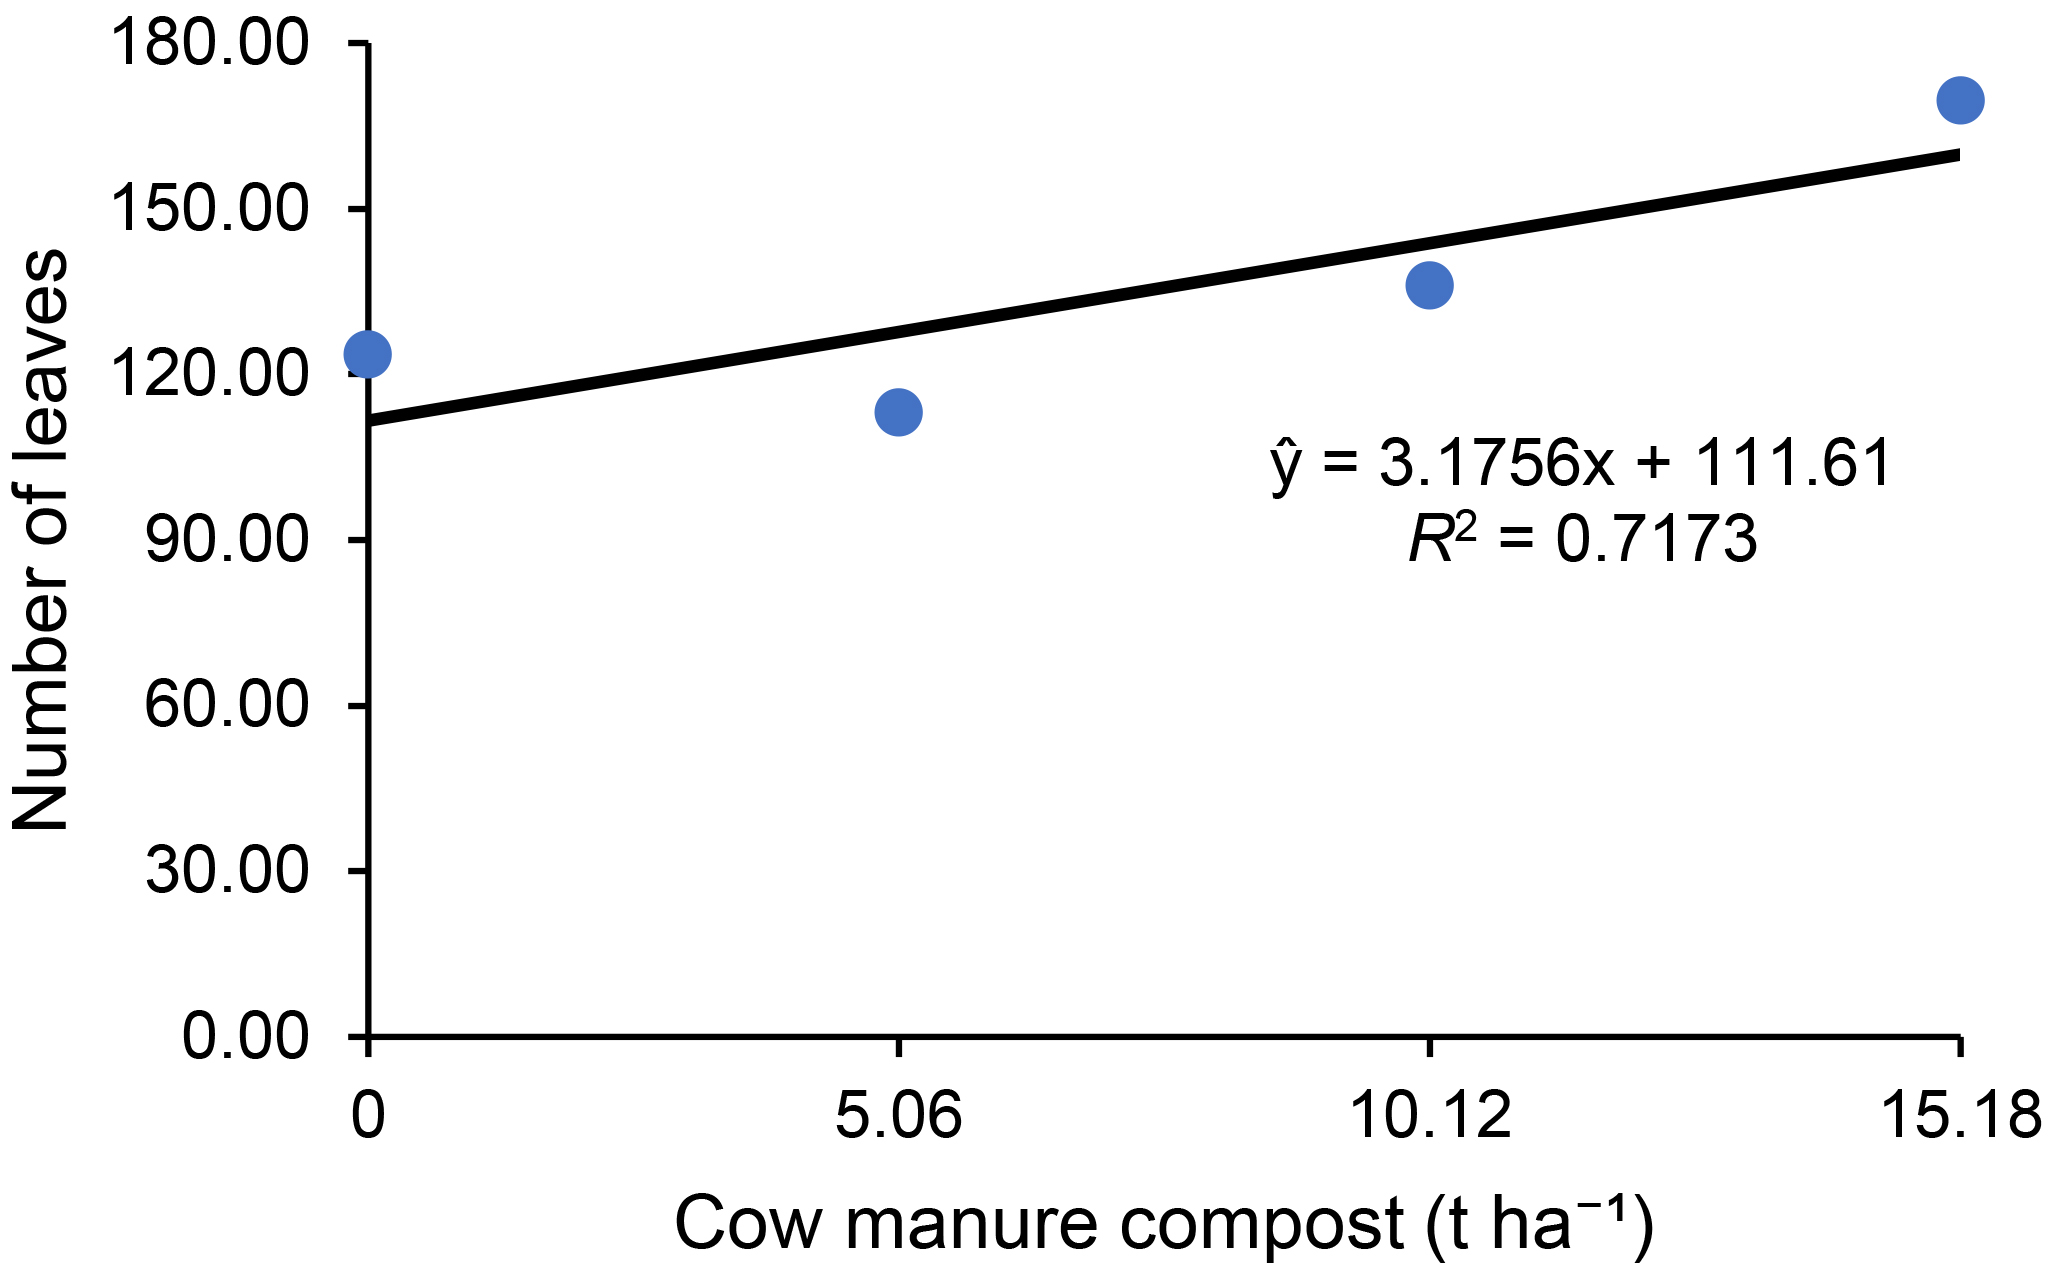 180.00
150.00
120.00
90.00
60.00
30.00
0.00
Number of leaves
ŷ = 3.1756x + 111.61
R² = 0.7173
0 5.06 10.12 15.18
Cow manure compost (t ha⁻¹)